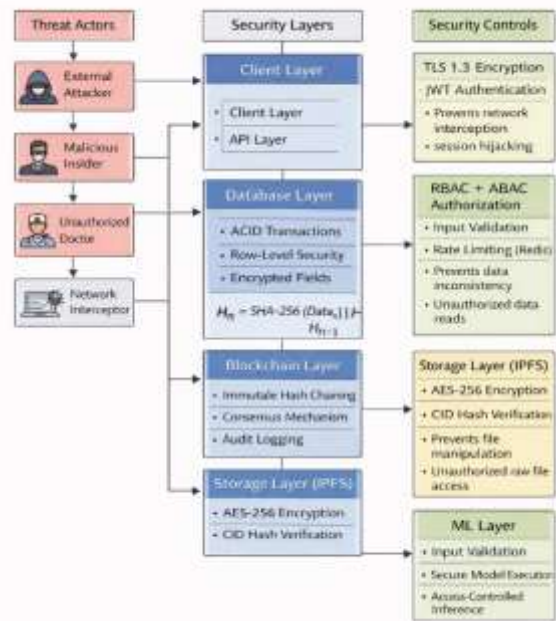 Threat Actors
External
Attacker
Malicious
Insider
Unauthorized
Doctor
Network
Interceptor
Security Layers
Client Layer
• Client Layer
• API Layer
Database Layer
• ACID Transactions
• Row-Level Security
• Encrypted Fields
Hₙ = SHA-256 (Dataₙ) | H
Hₙ₋₁
Blockchain Layer
• Immutale Hash Chaining
• Consensus Mechanism
• Audit Logging
Storage Layer (IPFS)
• AES-256 Encryption
• CID Hash Verification
Security Controls
TLS 1.3 Encryption
JWT Authentication
• Prevents network
interception
• session hijacking
RBAC + ABAC
Authorization
• Input Validation
• Rate Limiting (Redic)
• Prevents data
inconsistency
• Unauthorized data
reads
Storage Layer (IPFS)
• AES-256 Encryption
• CID Hash Verification
• Prevents file
manipulation
• Unauthorized raw file
access
ML Layer
• Input Validation
• Secure Model Execution
• Access-Controlled
Inference